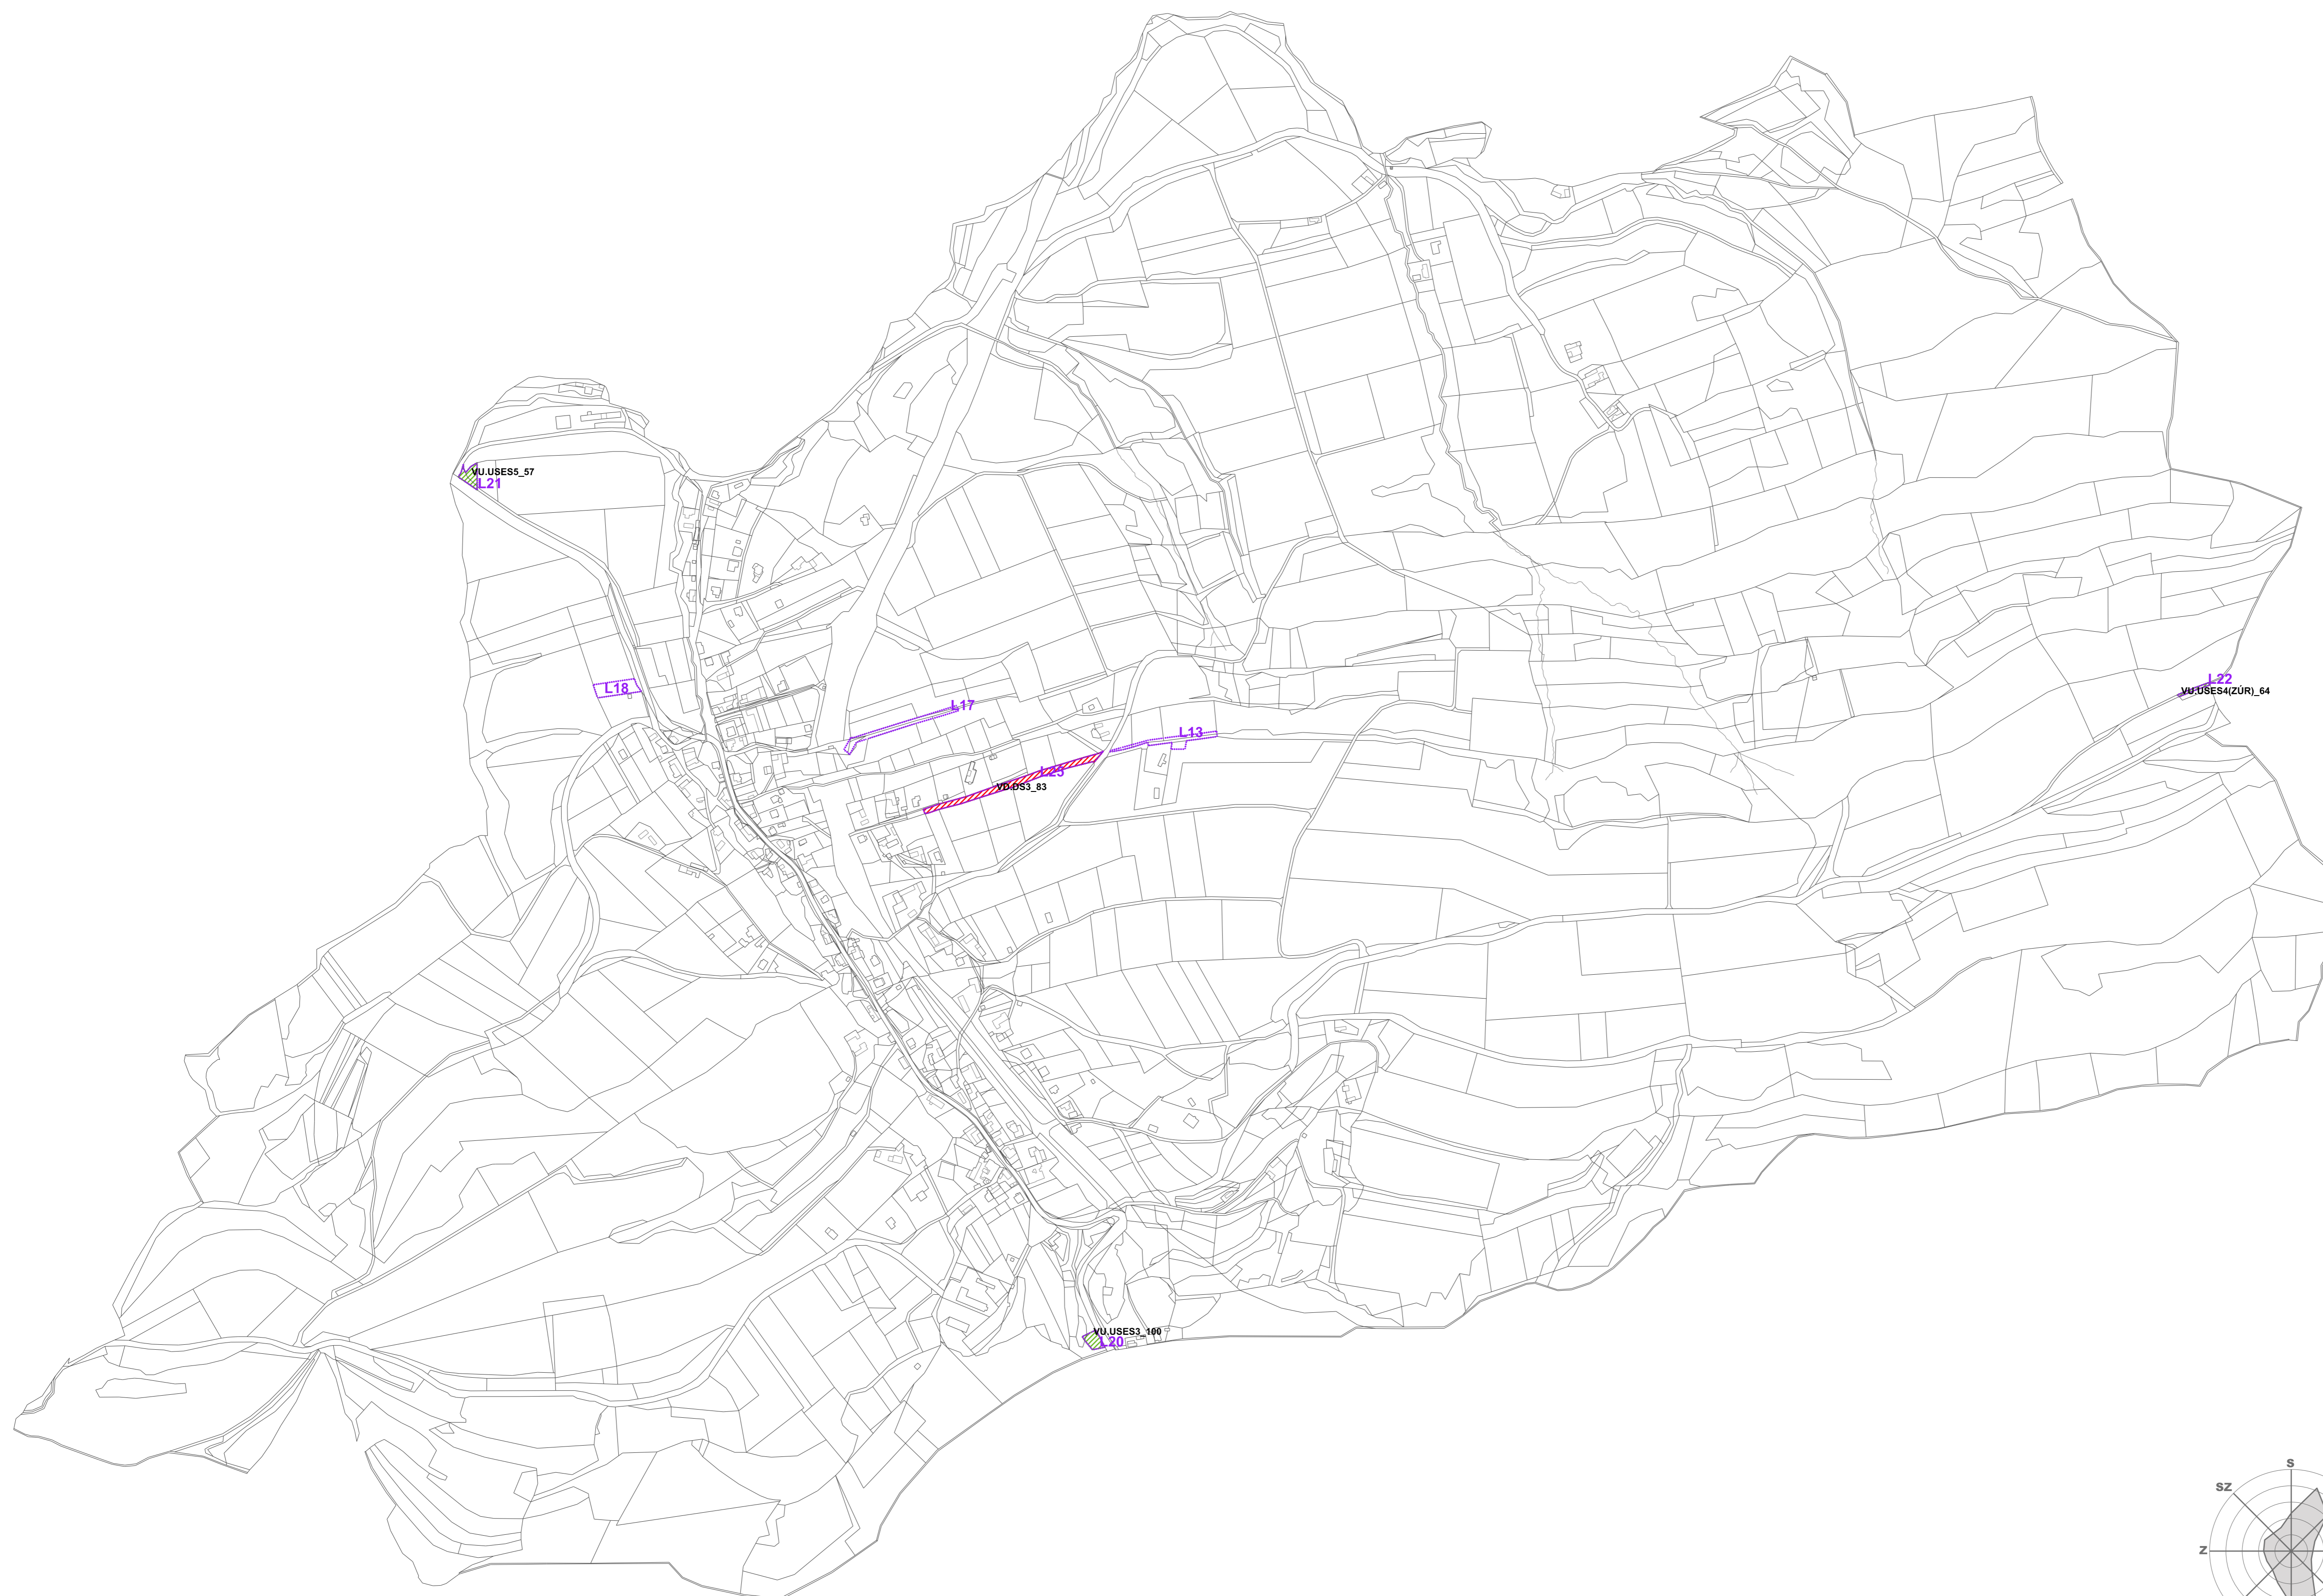 VU.USES5_57
L21
L18
L22
VU.USES4(ZÚR)_64
L17
L13
L25
VD.DS3_83
VU.USES3_100
L20
S
SZ
Z